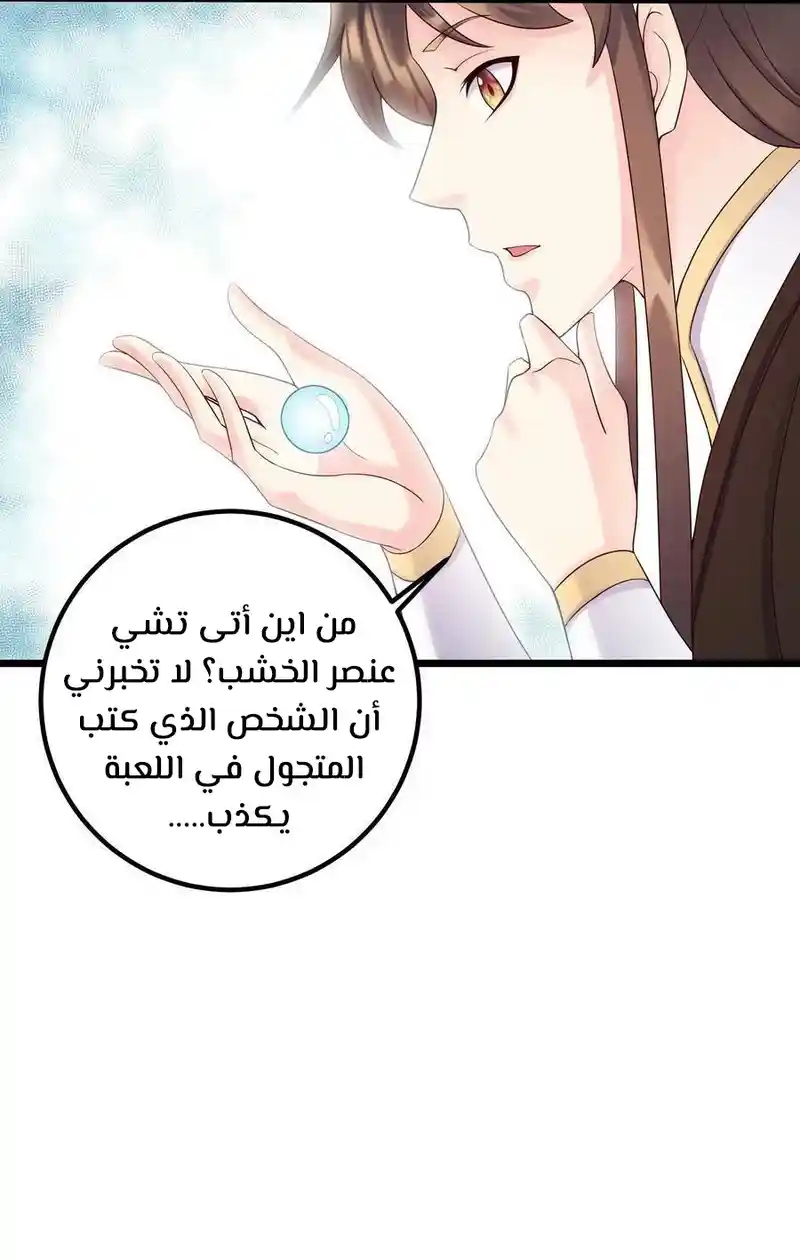 من اين أتى تشي
عنصر الخشب؟ لا تخبرني
أن الشخص الذي كتب
المتجول في اللعبة
يكذب.....